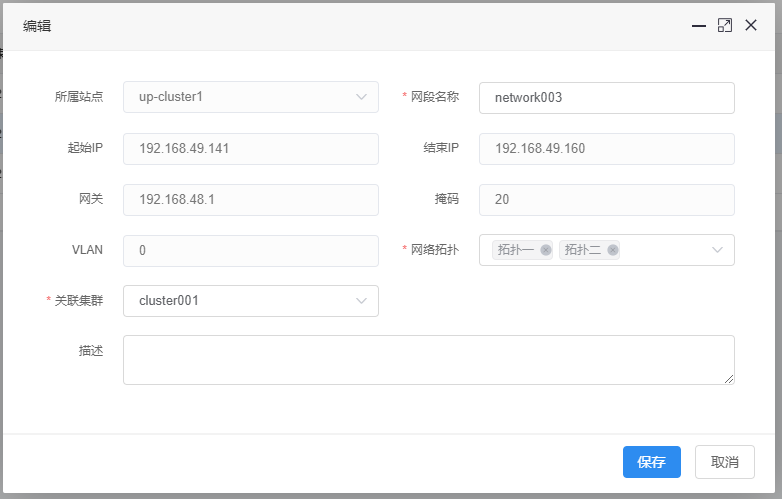 编辑
所属站点 up-cluster1 * 网段名称 network003
起始IP 192.168.49.141 结束IP 192.168.49.160
网关 192.168.48.1 掩码 20
VLAN 0 * 网络拓扑 拓扑一 拓扑二
* 关联集群 cluster001
描述
保存 取消